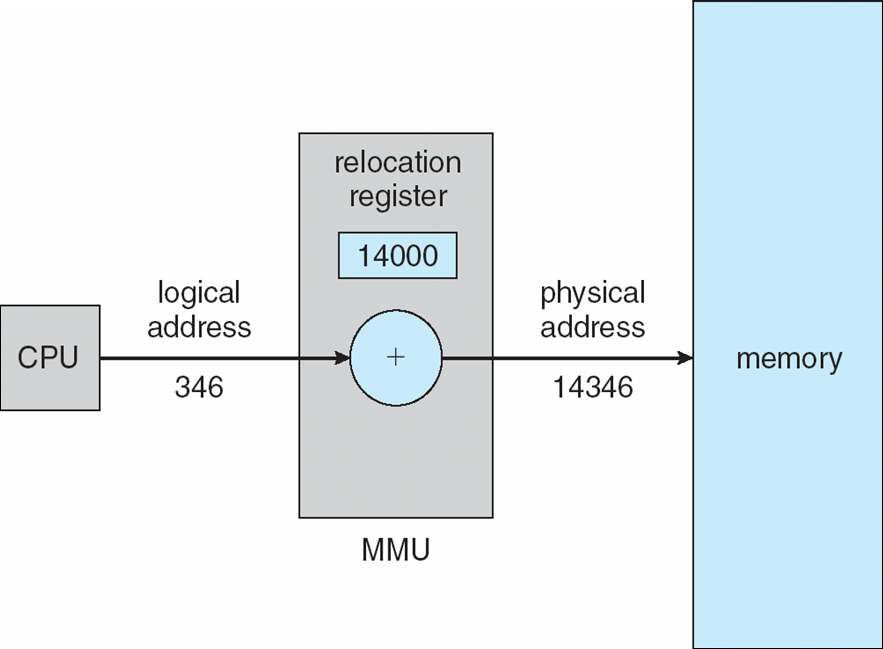 relocation
register
14000
logical
address
346
CPU
+
physical
address
14346
memory
MMU